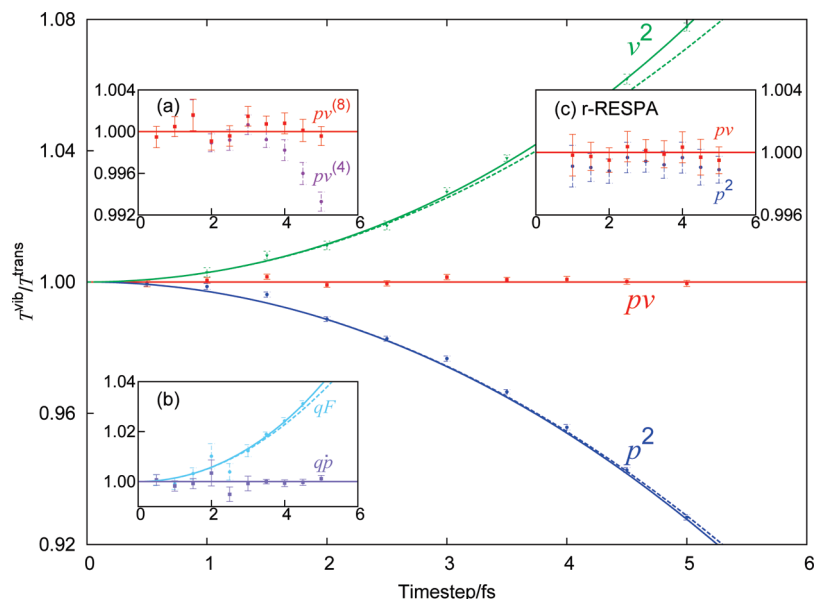 1.08
v²
1.004
(a)
pv⁽⁸⁾
1.000
0.996
pv⁽⁴⁾
0.992
0 2 4 6
(c) r-RESPA
1.004
pv
1.000
p²
0.996
0 2 4 6
1.04
1.00
pv
T^vib/T^trans
1.04
(b)
qF
1.02
qṗ
1.00
0 2 4 6
0.96
p²
0.92
0 1 2 3 4 5 6
Timestep/fs